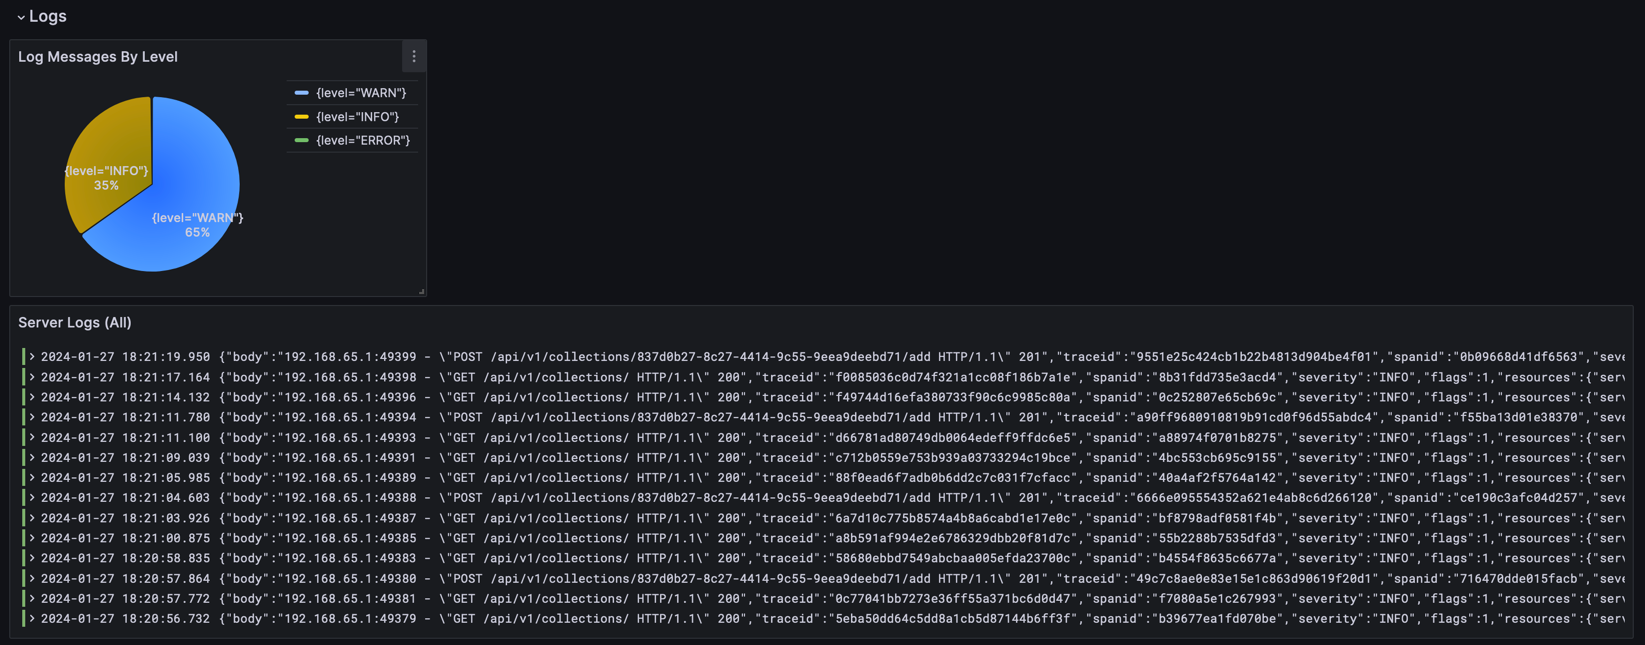 Logs
Log Messages By Level
{level="WARN"}
{level="INFO"}
{level="ERROR"}
{level="INFO"}
35%
{level="WARN"}
65%
Server Logs (All)
2024-01-27 18:21:19.950 {"body":"192.168.65.1:49399 - \"POST /api/v1/collections/837d0b27-8c27-4414-9c55-9eea9deebd71/add HTTP/1.1\" 201","traceid":"9551e25c424cb1b22b4813d904be4f01","spanid":"0b09668d41df6563","seve
2024-01-27 18:21:17.164 {"body":"192.168.65.1:49398 - \"GET /api/v1/collections/ HTTP/1.1\" 200","traceid":"f0085036c0d74f321a1cc08f186b7a1e","spanid":"8b31fdd735e3acd4","severity":"INFO","flags":1,"resources":{"serv
2024-01-27 18:21:14.132 {"body":"192.168.65.1:49396 - \"GET /api/v1/collections/ HTTP/1.1\" 200","traceid":"f49744d16efa380733f90c6c9985c80a","spanid":"0c252807e65cb69c","severity":"INFO","flags":1,"resources":{"serv
2024-01-27 18:21:11.780 {"body":"192.168.65.1:49394 - \"POST /api/v1/collections/837d0b27-8c27-4414-9c55-9eea9deebd71/add HTTP/1.1\" 201","traceid":"a90ff9680910819b91cd0f96d55abdc4","spanid":"f55ba13d01e38370","seve
2024-01-27 18:21:11.100 {"body":"192.168.65.1:49393 - \"GET /api/v1/collections/ HTTP/1.1\" 200","traceid":"d66781ad80749db0064edeff9ffdc6e5","spanid":"a88974f0701b8275","severity":"INFO","flags":1,"resources":{"serv
2024-01-27 18:21:09.039 {"body":"192.168.65.1:49391 - \"GET /api/v1/collections/ HTTP/1.1\" 200","traceid":"c712b0559e753b939a03733294c19bce","spanid":"4bc553cb695c9155","severity":"INFO","flags":1,"resources":{"serv
2024-01-27 18:21:05.985 {"body":"192.168.65.1:49389 - \"GET /api/v1/collections/ HTTP/1.1\" 200","traceid":"88f0ead6f7adb0b6dd2c7c031f7cfacc","spanid":"40a4af2f5764a142","severity":"INFO","flags":1,"resources":{"serv
2024-01-27 18:21:04.603 {"body":"192.168.65.1:49388 - \"POST /api/v1/collections/837d0b27-8c27-4414-9c55-9eea9deebd71/add HTTP/1.1\" 201","traceid":"6666e095554352a621e4ab8c6d266120","spanid":"ce190c3afc04d257","seve
2024-01-27 18:21:03.926 {"body":"192.168.65.1:49387 - \"GET /api/v1/collections/ HTTP/1.1\" 200","traceid":"6a7d10c775b8574a4b8a6cabd1e17e0c","spanid":"bf8798adf0581f4b","severity":"INFO","flags":1,"resources":{"serv
2024-01-27 18:21:00.875 {"body":"192.168.65.1:49385 - \"GET /api/v1/collections/ HTTP/1.1\" 200","traceid":"a8b591af994e2e6786329dbb20f81d7c","spanid":"55b2288b7535dfd3","severity":"INFO","flags":1,"resources":{"serv
2024-01-27 18:20:58.835 {"body":"192.168.65.1:49383 - \"GET /api/v1/collections/ HTTP/1.1\" 200","traceid":"58680ebbd7549abcbaa005efda23700c","spanid":"b4554f8635c6677a","severity":"INFO","flags":1,"resources":{"serv
2024-01-27 18:20:57.864 {"body":"192.168.65.1:49380 - \"POST /api/v1/collections/837d0b27-8c27-4414-9c55-9eea9deebd71/add HTTP/1.1\" 201","traceid":"49c7c8ae0e83e15e1c863d90619f20d1","spanid":"716470dde015facb","seve
2024-01-27 18:20:57.772 {"body":"192.168.65.1:49381 - \"GET /api/v1/collections/ HTTP/1.1\" 200","traceid":"0c77041bb7273e36ff55a371bc6d0d47","spanid":"f7080a5e1c267993","severity":"INFO","flags":1,"resources":{"serv
2024-01-27 18:20:56.732 {"body":"192.168.65.1:49379 - \"GET /api/v1/collections/ HTTP/1.1\" 200","traceid":"5eba50dd64c5dd8a1cb5d87144b6ff3f","spanid":"b39677ea1fd070be","severity":"INFO","flags":1,"resources":{"serv